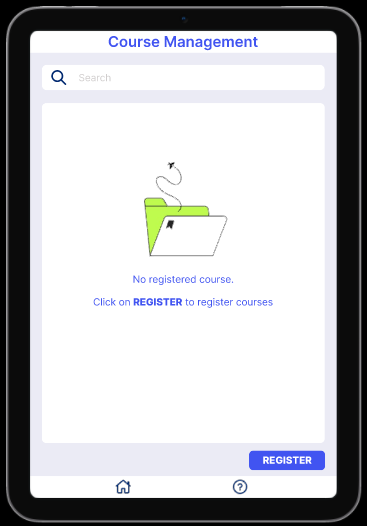 Course Management
Search
No registered course.
Click on REGISTER to register courses
REGISTER